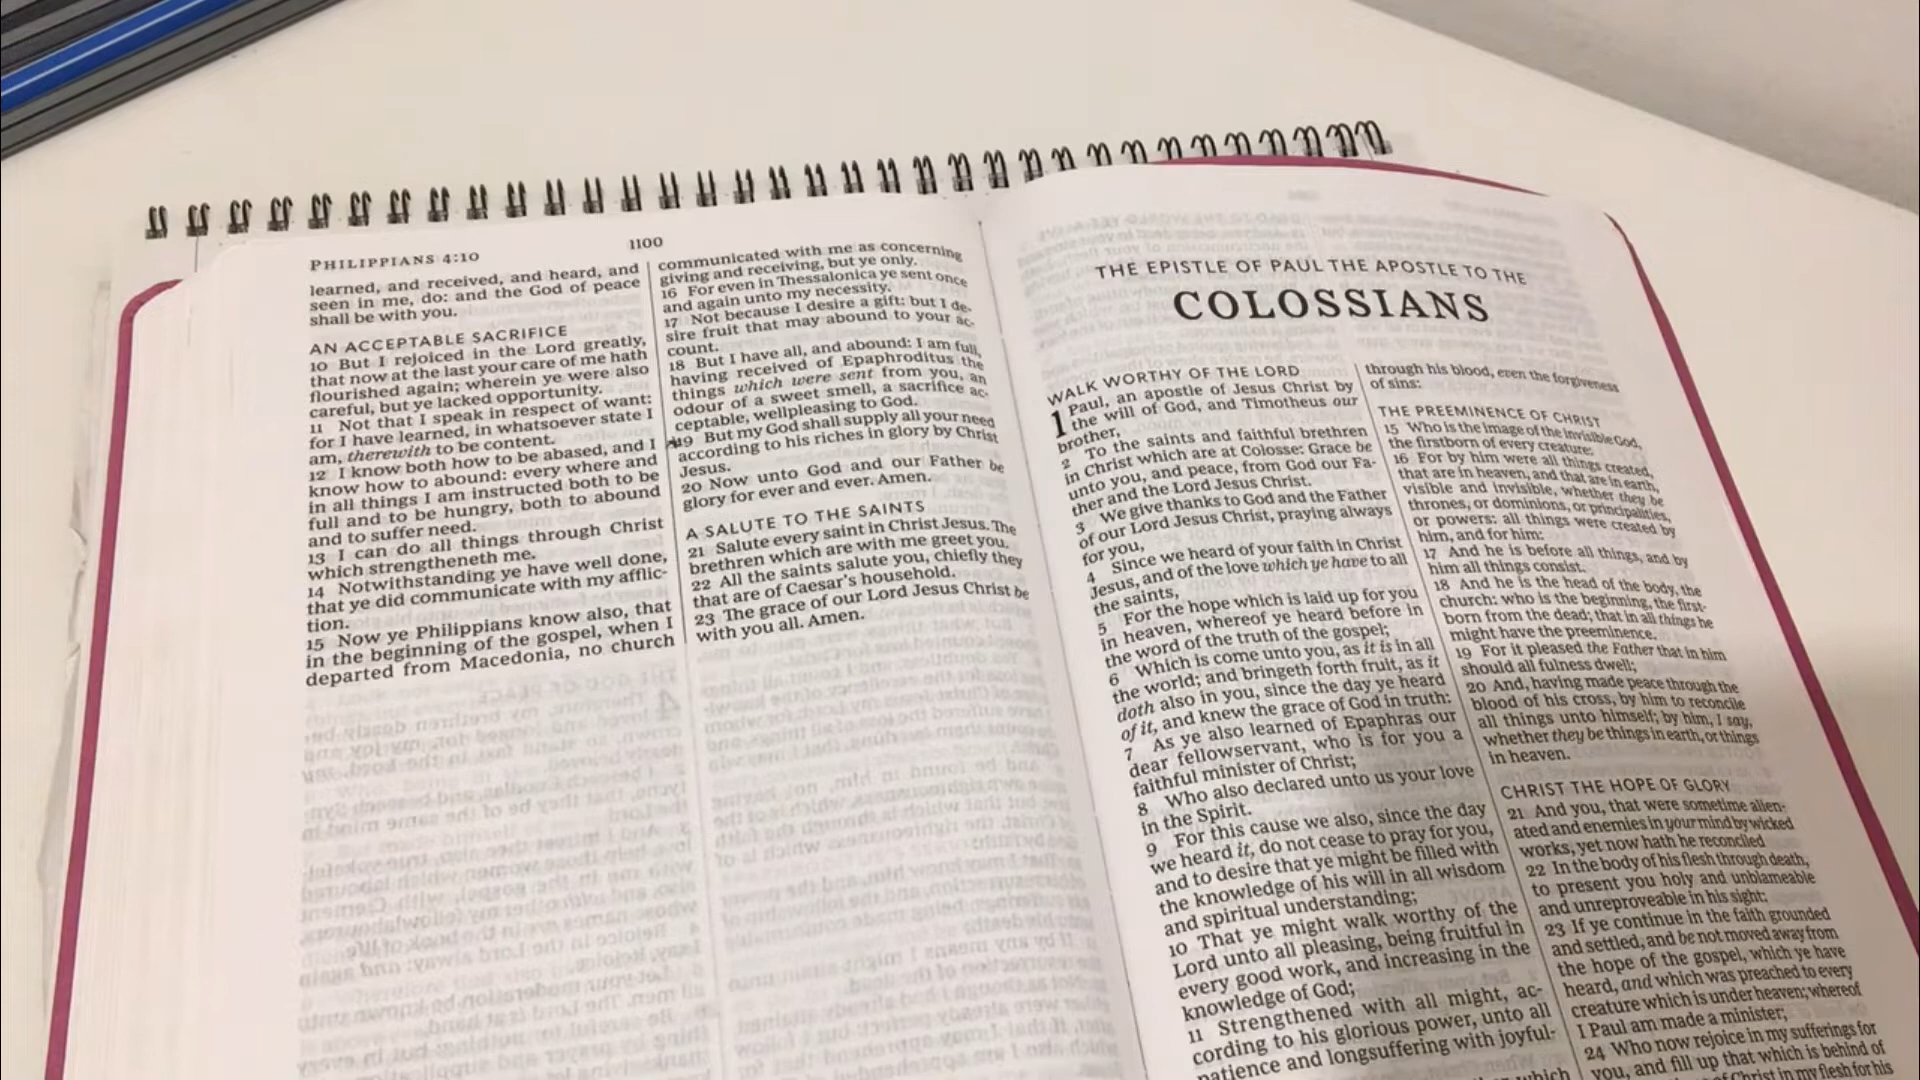 PHILIPPIANS 4:10
1100
learned, and received, and heard, and
seen in me, do: and the God of peace
shall be with you.
AN ACCEPTABLE SACRIFICE
10 But I rejoiced in the Lord greatly,
that now at the last your care of me hath
flourished again; wherein ye were also
careful, but ye lacked opportunity.
11 Not that I speak in respect of want:
for I have learned, in whatsoever state I
am, therewith to be content.
12 I know both how to be abased, and I
know how to abound: every where and
in all things I am instructed both to be
full and to be hungry, both to abound
and to suffer need.
13 I can do all things through Christ
which strengtheneth me.
14 Notwithstanding ye have well done,
that ye did communicate with my afflic-
tion.
15 Now ye Philippians know also, that
in the beginning of the gospel, when I
departed from Macedonia, no church
communicated with me as concerning
giving and receiving, but ye only.
16 For even in Thessalonica ye sent once
and again unto my necessity.
17 Not because I desire a gift: but I de-
sire fruit that may abound to your ac-
count.
18 But I have all, and abound: I am full,
having received of Epaphroditus the
things which were sent from you, an
odour of a sweet smell, a sacrifice ac-
ceptable, wellpleasing to God.
19 But my God shall supply all your need
according to his riches in glory by Christ
Jesus.
20 Now unto God and our Father be
glory for ever and ever. Amen.
A SALUTE TO THE SAINTS
21 Salute every saint in Christ Jesus. The
brethren which are with me greet you.
22 All the saints salute you, chiefly they
that are of Caesar's household.
23 The grace of our Lord Jesus Christ be
with you all. Amen.
THE EPISTLE OF PAUL THE APOSTLE TO THE
COLOSSIANS
WALK WORTHY OF THE LORD
1 Paul, an apostle of Jesus Christ by
the will of God, and Timotheus our
brother,
2 To the saints and faithful brethren
in Christ which are at Colosse: Grace be
unto you, and peace, from God our Fa-
ther and the Lord Jesus Christ.
3 We give thanks to God and the Father
of our Lord Jesus Christ, praying always
for you,
4 Since we heard of your faith in Christ
Jesus, and of the love which ye have to all
the saints,
5 For the hope which is laid up for you
in heaven, whereof ye heard before in
the word of the truth of the gospel;
6 Which is come unto you, as it is in all
the world; and bringeth forth fruit, as it
doth also in you, since the day ye heard
of it, and knew the grace of God in truth:
7 As ye also learned of Epaphras our
dear fellowservant, who is for you a
faithful minister of Christ;
8 Who also declared unto us your love
in the Spirit.
9 For this cause we also, since the day
we heard it, do not cease to pray for you,
and to desire that ye might be filled with
the knowledge of his will in all wisdom
and spiritual understanding;
10 That ye might walk worthy of the
Lord unto all pleasing, being fruitful in
every good work, and increasing in the
knowledge of God;
11 Strengthened with all might, ac-
cording to his glorious power, unto all
patience and longsuffering with joyful-
which
through his blood, even the forgiveness
of sins:
THE PREEMINENCE OF CHRIST
15 Who is the image of the invisible God,
the firstborn of every creature:
16 For by him were all things created,
that are in heaven, and that are in earth,
visible and invisible, whether they be
thrones, or dominions, or principalities,
or powers: all things were created by
him, and for him:
17 And he is before all things, and by
him all things consist.
18 And he is the head of the body, the
church: who is the beginning, the first-
born from the dead; that in all things he
might have the preeminence.
19 For it pleased the Father that in him
should all fulness dwell;
20 And, having made peace through the
blood of his cross, by him to reconcile
all things unto himself; by him, I say,
whether they be things in earth, or things
in heaven.
CHRIST THE HOPE OF GLORY
21 And you, that were sometime alien-
ated and enemies in your mind by wicked
works, yet now hath he reconciled
22 In the body of his flesh through death,
to present you holy and unblameable
and unreproveable in his sight:
23 If ye continue in the faith grounded
and settled, and be not moved away from
the hope of the gospel, which ye have
heard, and which was preached to every
creature which is under heaven; whereof
I Paul am made a minister;
24 Who now rejoice in my sufferings for
you, and fill up that which is behind of
of Christ in my flesh for his